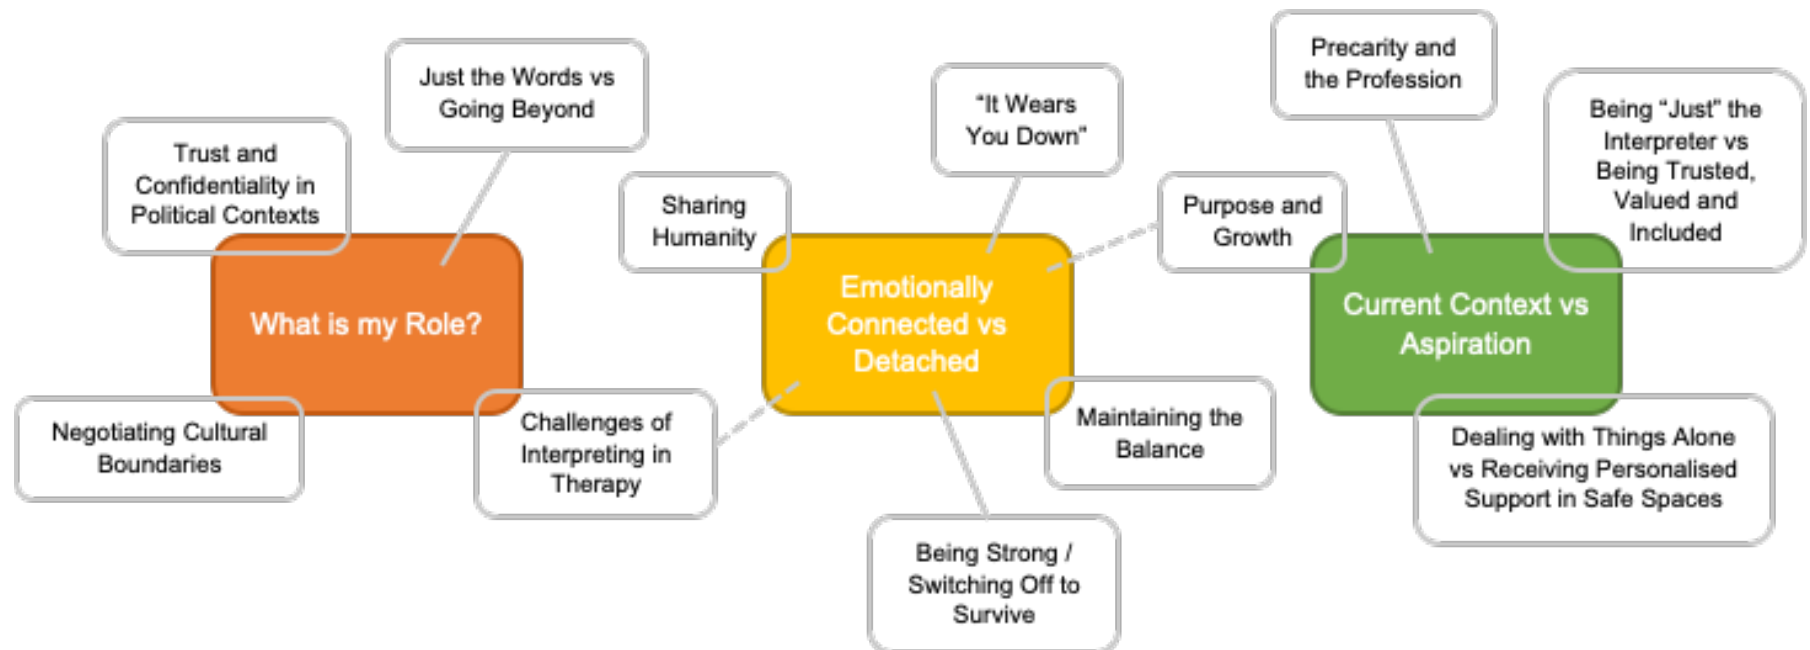 Just the Words vs
Going Beyond
Trust and
Confidentiality in
Political Contexts
What is my Role?
Negotiating Cultural
Boundaries
Challenges of
Interpreting in
Therapy
Sharing
Humanity
“It Wears
You Down”
Emotionally
Connected vs
Detached
Maintaining the
Balance
Being Strong /
Switching Off to
Survive
Purpose and
Growth
Precarity and
the Profession
Being “Just” the
Interpreter vs
Being Trusted,
Valued and
Included
Current Context vs
Aspiration
Dealing with Things Alone
vs Receiving Personalised
Support in Safe Spaces